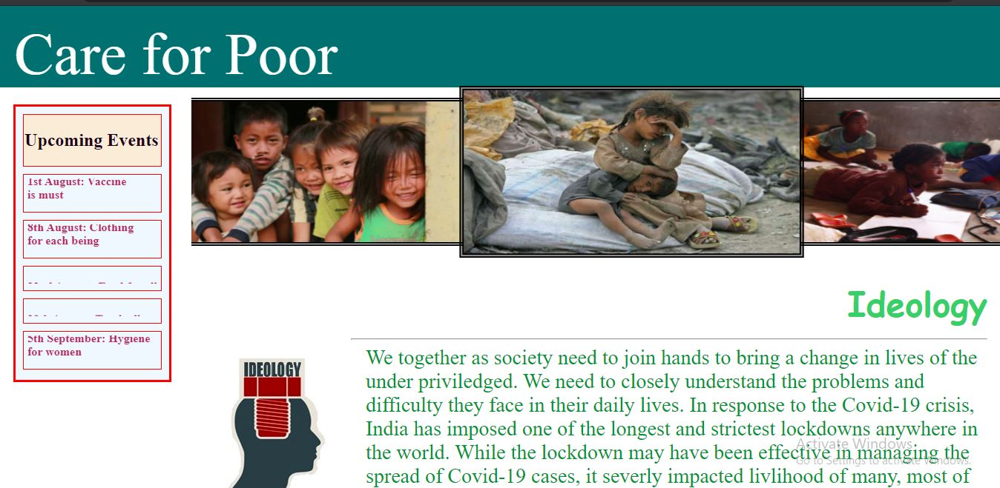 Care for Poor
Upcoming Events
1st August: Vaccine
is must
8th August: Clothing
for each being
5th September: Hygiene
for women
Ideology
IDEOLOGY
We together as society need to join hands to bring a change in lives of the
under priviledged. We need to closely understand the problems and
difficulty they face in their daily lives. In response to the Covid-19 crisis,
India has imposed one of the longest and strictest lockdowns anywhere in
the world. While the lockdown may have been effective in managing the
spread of Covid-19 cases, it severly impacted livlihood of many, most of
Activate Windows
Go to Settings to activate Windows.